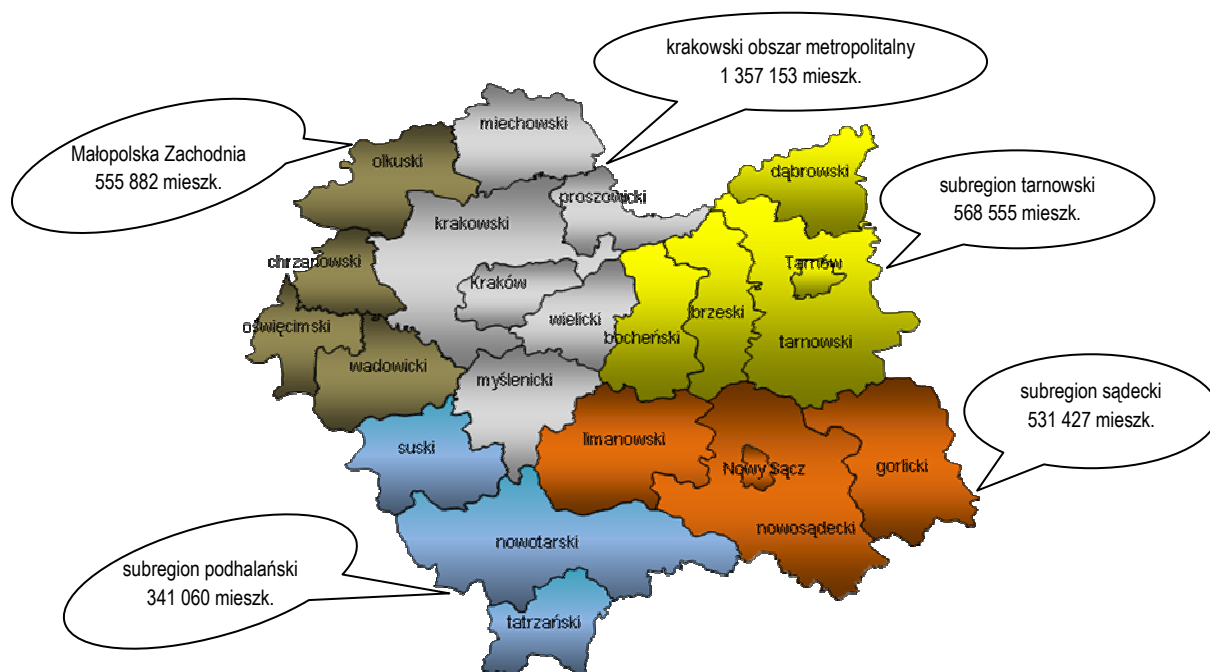 krakowski obszar metropolitalny
1 357 153 mieszk.
Małopolska Zachodnia
555 882 mieszk.
subregion tarnowski
568 555 mieszk.
subregion sądecki
531 427 mieszk.
subregion podhalański
341 060 mieszk.
miechowski
olkuski
dąbrowski
krakowski
chrzanowski
Tarnów
Kraków
oświęcimski
wielicki
bocheński
brzeski
tarnowski
wadowicki
myślenicki
suski
limanowski
Nowy Sącz
gorlicki
nowosądecki
nowotarski
tatrzański